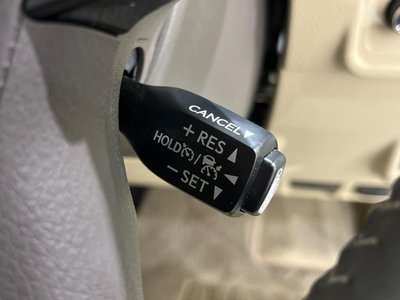 CANCEL▼
+ RES ▲
HOLD / ◀
− SET ▼